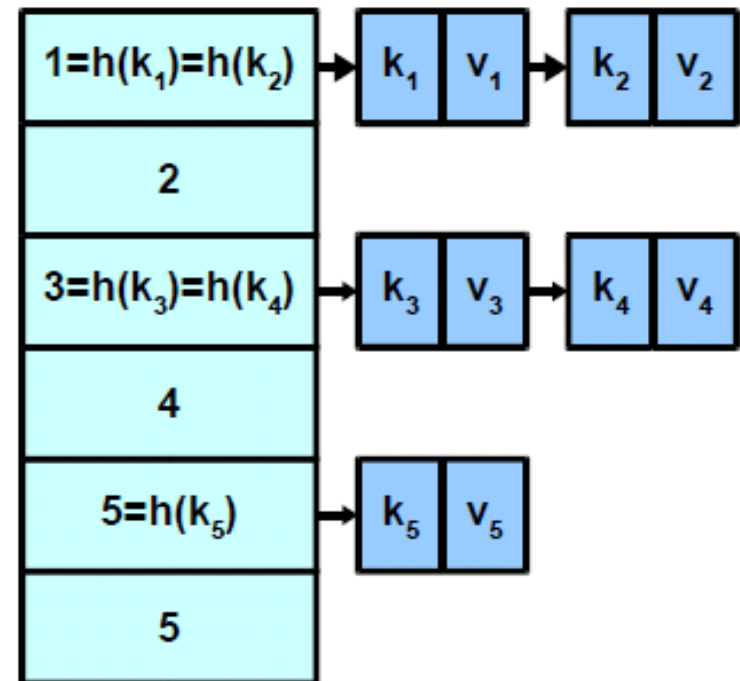 1=h(k₁)=h(k₂) k₁ v₁ k₂ v₂
2
3=h(k₃)=h(k₄) k₃ v₃ k₄ v₄
4
5=h(k₅) k₅ v₅
5